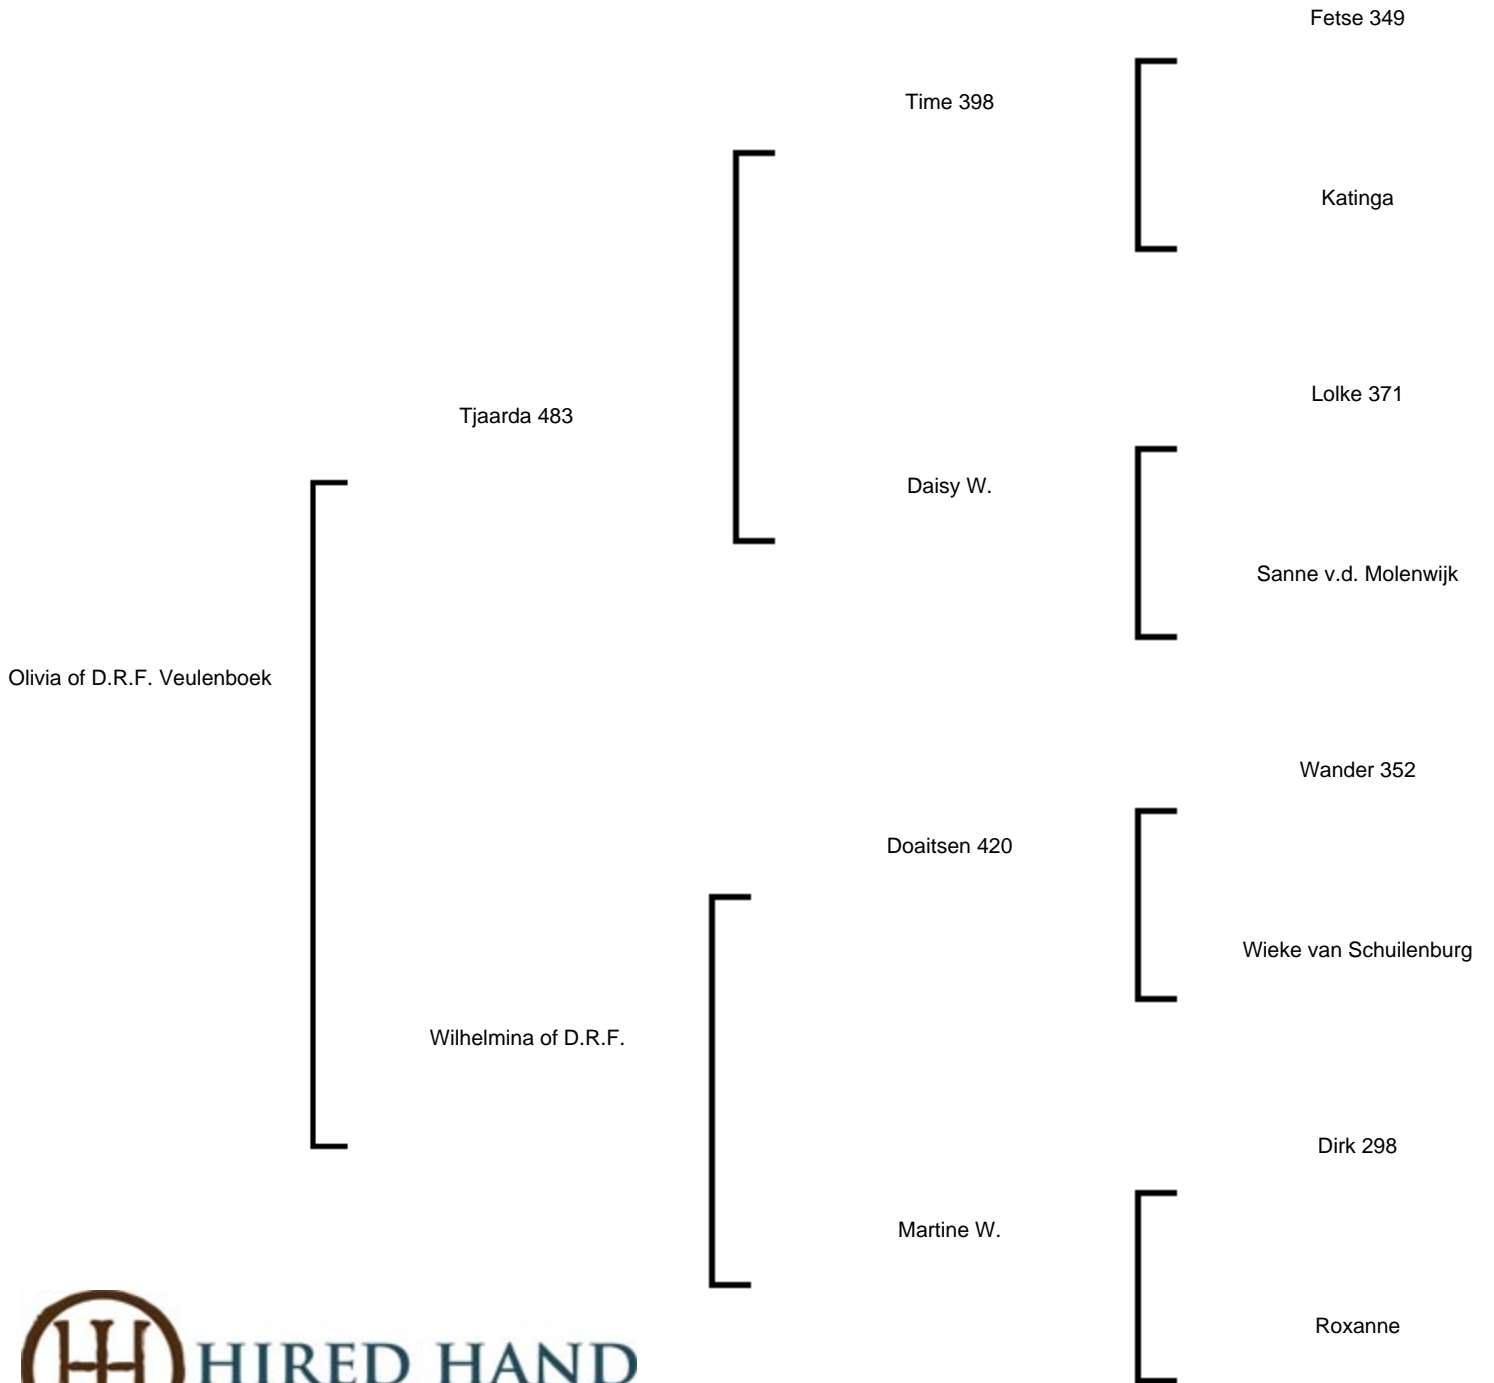 Fetse 349
Time 398
Katinga
Lolke 371
Tjaarda 483
Daisy W.
Sanne v.d. Molenwijk
Olivia of D.R.F. Veulenboek
Wander 352
Doaitsen 420
Wieke van Schuilenburg
Wilhelmina of D.R.F.
Dirk 298
Martine W.
Roxanne
HIRED HAND